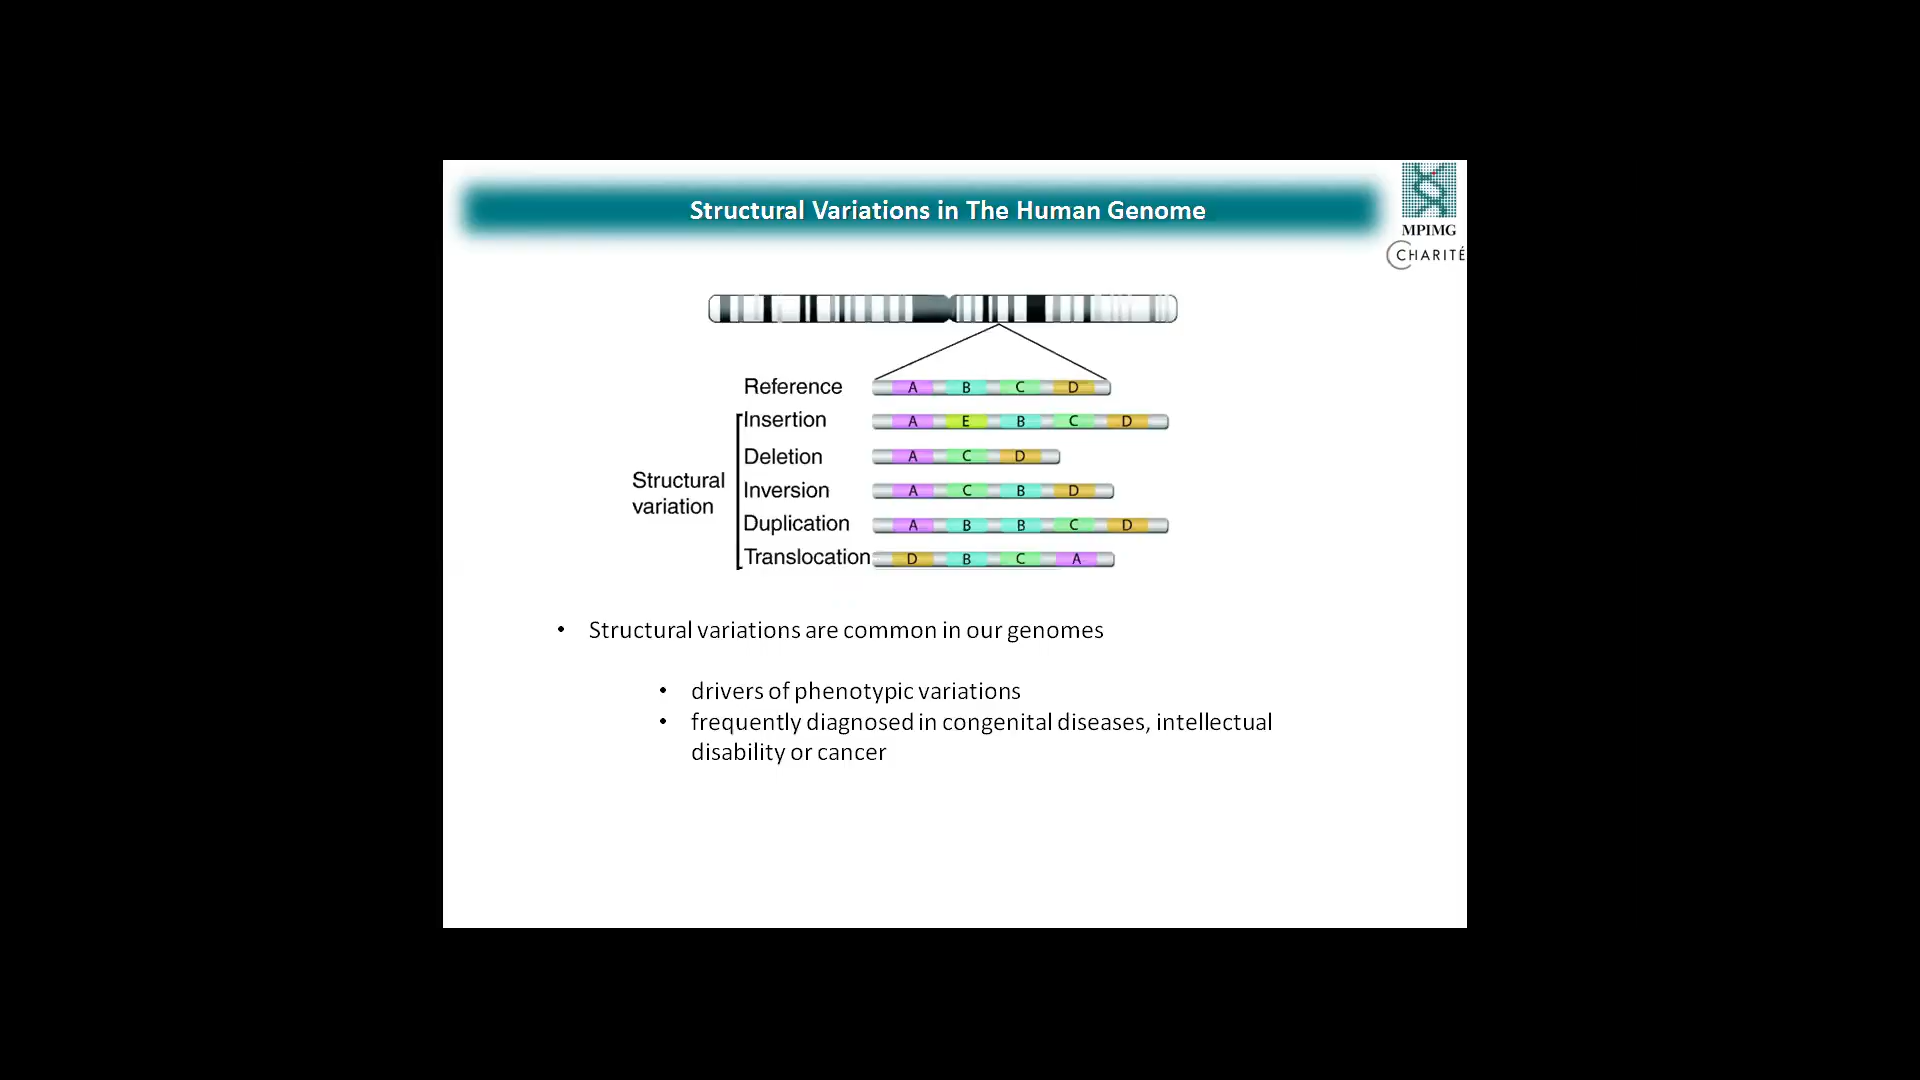 Structural Variations in The Human Genome
MPIMG
CHARITÉ
Reference A B C D
Insertion A E B C D
Deletion A C D
Structural variation
Inversion A C B D
Duplication A B B C D
Translocation D B C A
• Structural variations are common in our genomes
• drivers of phenotypic variations
• frequently diagnosed in congenital diseases, intellectual
disability or cancer